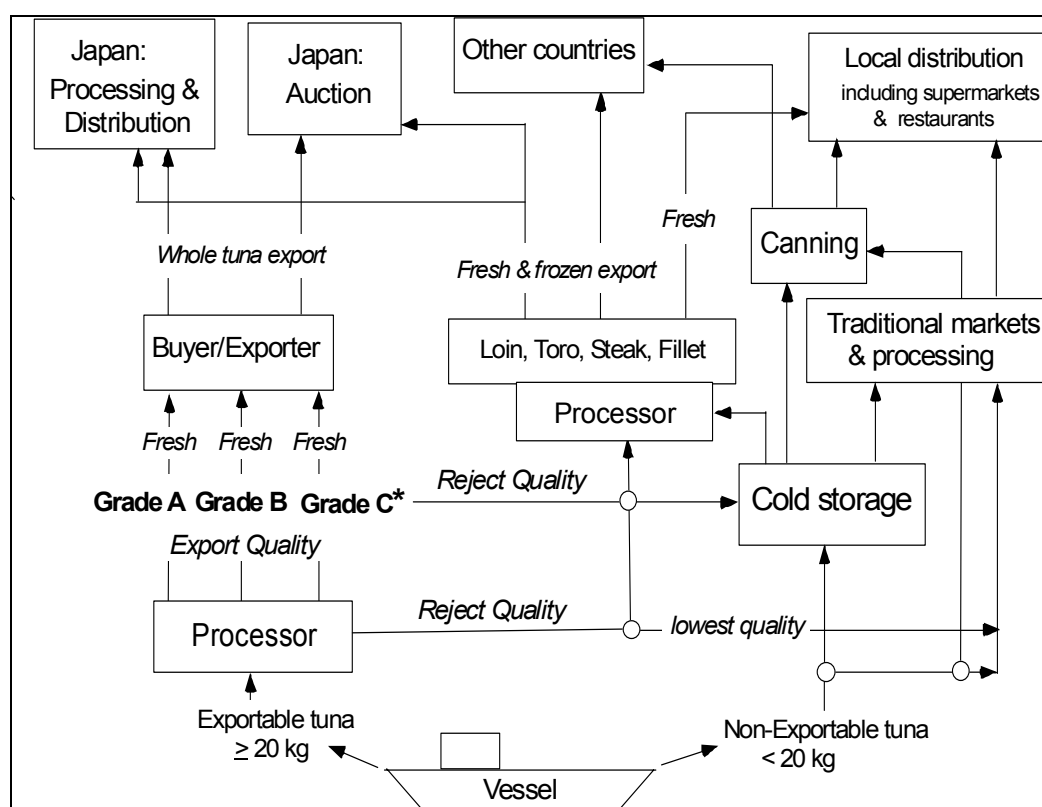 Japan:
Processing &
Distribution
Japan:
Auction
Other countries
Local distribution
including supermarkets
& restaurants
Fresh
Canning
Whole tuna export
Fresh & frozen export
Buyer/Exporter
Loin, Toro, Steak, Fillet
Traditional markets
& processing
Processor
Fresh Fresh Fresh
Grade A Grade B Grade C*
Reject Quality
Cold storage
Export Quality
Processor
Reject Quality
lowest quality
Exportable tuna
≥ 20 kg
Non-Exportable tuna
< 20 kg
Vessel